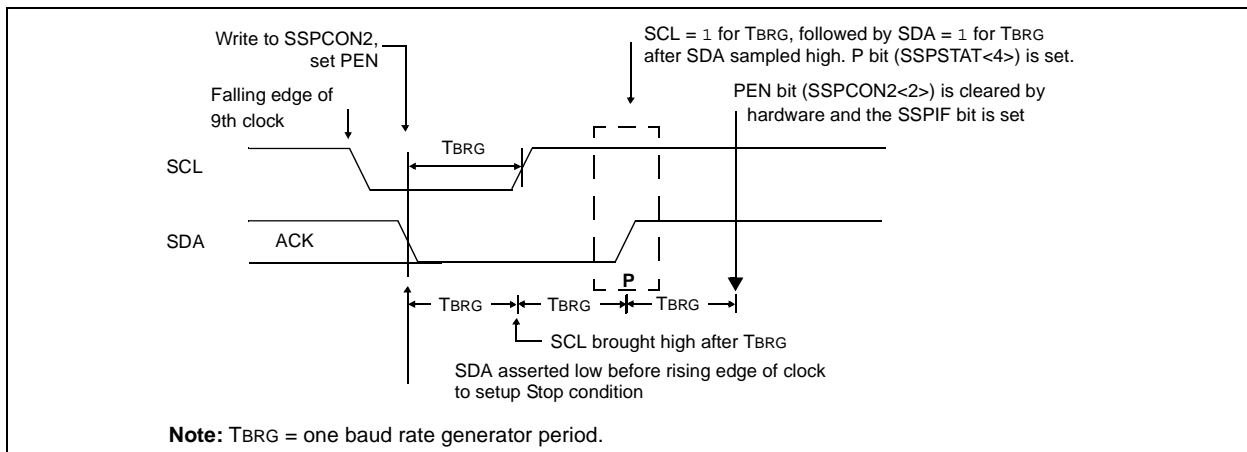 Write to SSPCON2,
set PEN
SCL = 1 for TBRG, followed by SDA = 1 for TBRG
after SDA sampled high. P bit (SSPSTAT<4>) is set.
Falling edge of
9th clock
PEN bit (SSPCON2<2>) is cleared by
hardware and the SSPIF bit is set
TBRG
SCL
SDA
ACK
P
TBRG
TBRG
TBRG
SCL brought high after TBRG
SDA asserted low before rising edge of clock
to setup Stop condition
Note: TBRG = one baud rate generator period.